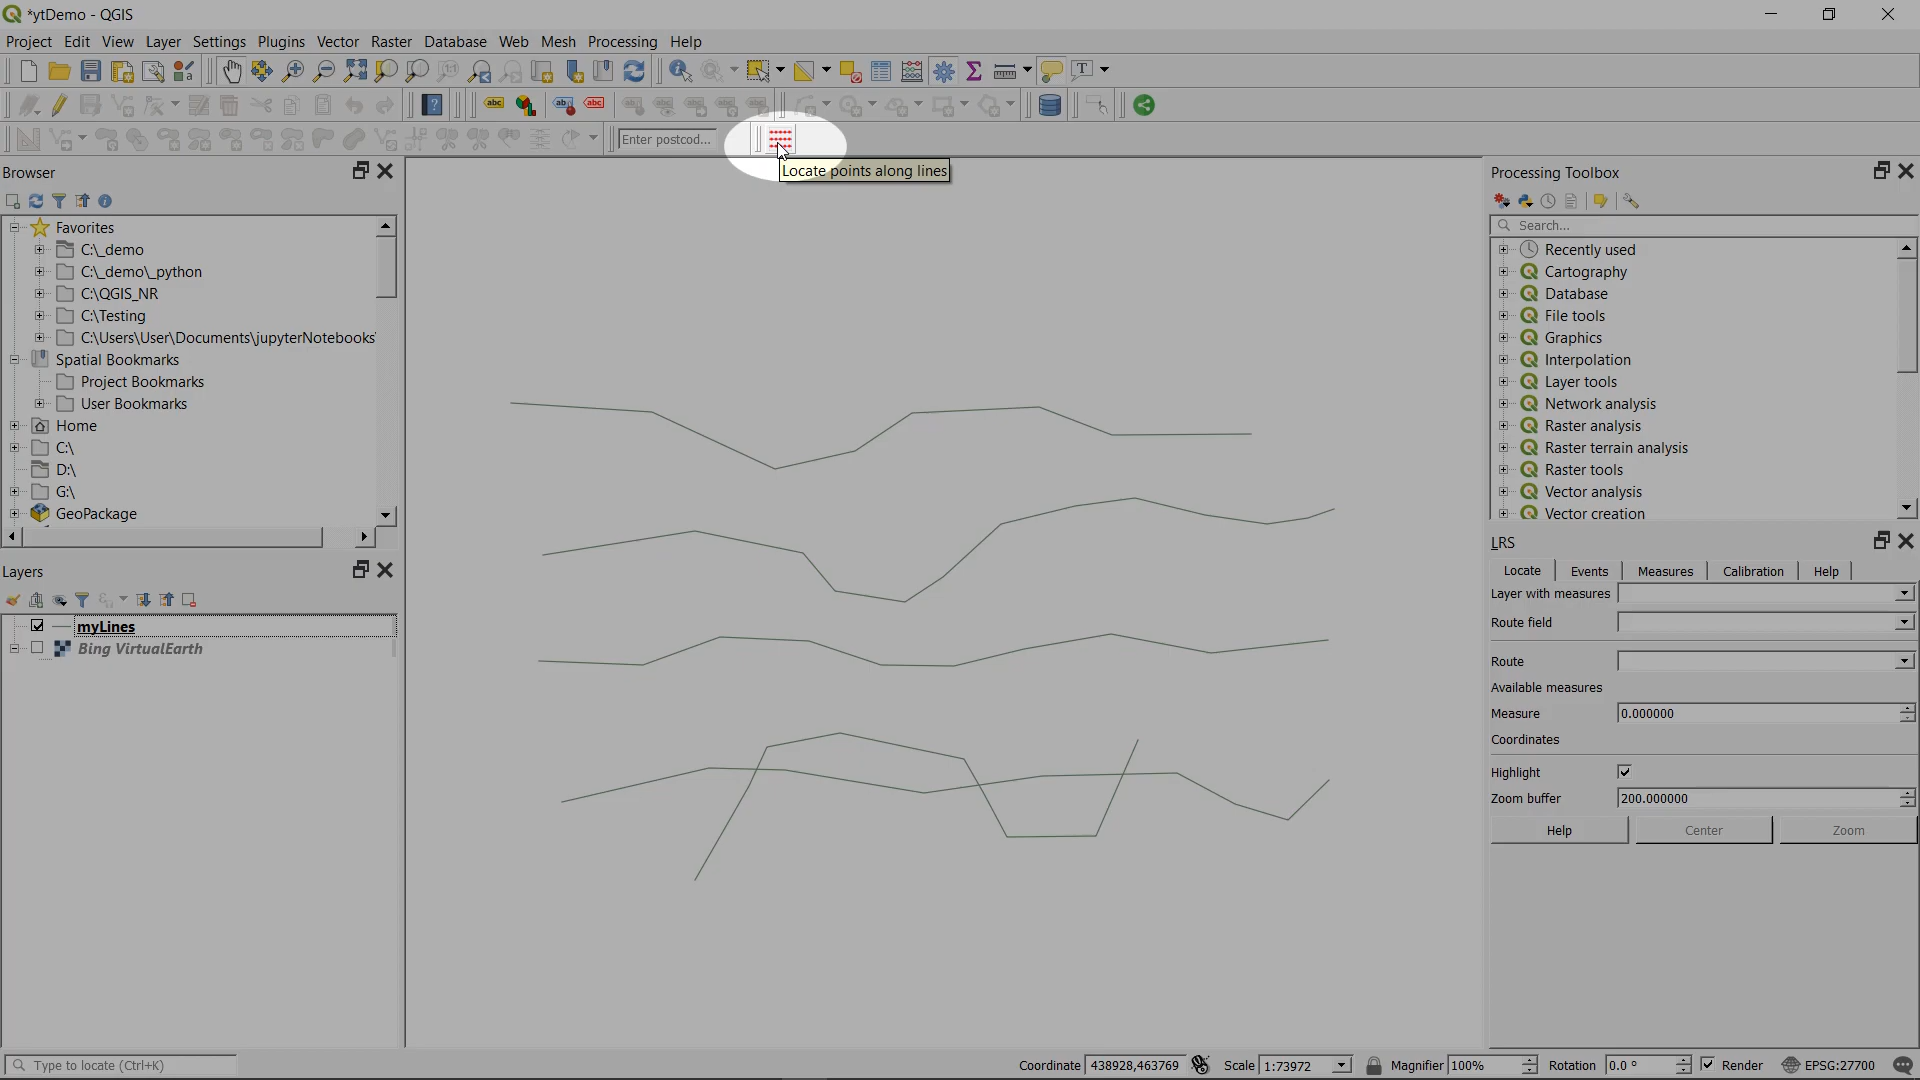 *ytDemo - QGIS
Project Edit View Layer Settings Plugins Vector Raster Database Web Mesh Processing Help
T
abc abc abc
Enter postcod...
Locate points along lines
Browser
Favorites
C:\_demo
C:\_demo\_python
C:\QGIS_NR
C:\Testing
C:\Users\User\Documents\jupyterNotebooks
Spatial Bookmarks
Project Bookmarks
User Bookmarks
Home
C:\
D:\
G:\
GeoPackage
Layers
myLines
Bing VirtualEarth
Processing Toolbox
Search...
Recently used
Cartography
Database
File tools
Graphics
Interpolation
Layer tools
Network analysis
Raster analysis
Raster terrain analysis
Raster tools
Vector analysis
Vector creation
LRS
Locate Events Measures Calibration Help
Layer with measures
Route field
Route
Available measures
Measure 0.000000
Coordinates
Highlight
Zoom buffer 200.000000
Help Center Zoom
Type to locate (Ctrl+K)
Coordinate 438928,463769 Scale 1:73972 Magnifier 100% Rotation 0.0 ° Render EPSG:27700